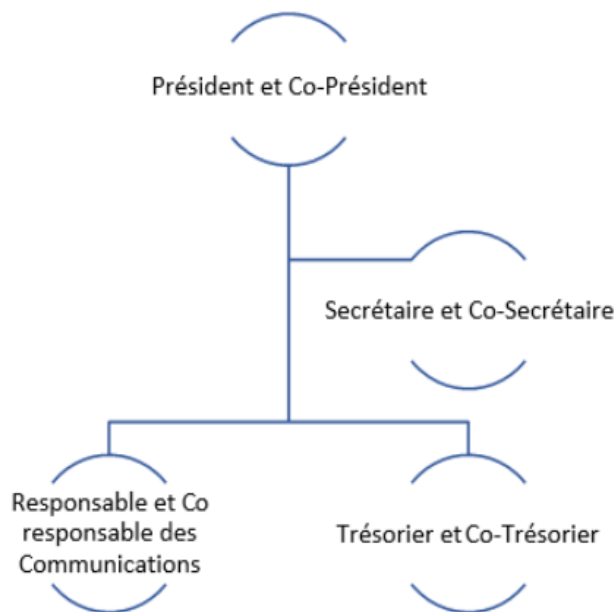 Président et Co-Président
Secrétaire et Co-Secrétaire
Responsable et Co
responsable des
Communications
Trésorier et Co-Trésorier